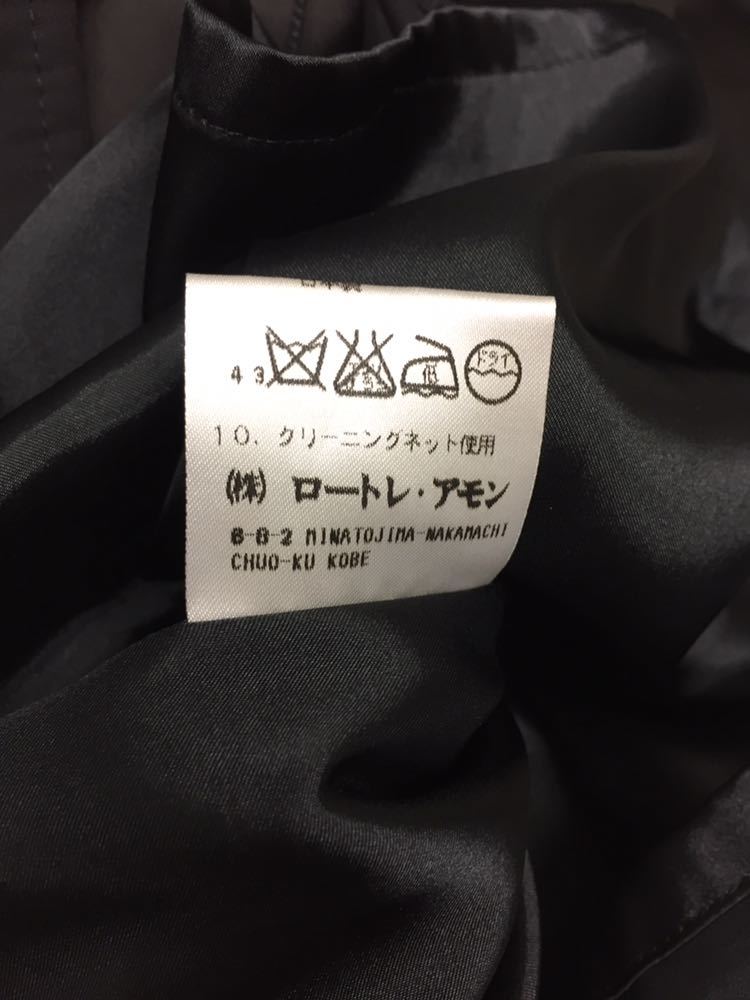 日本製
43 低 ドライ
10. クリーニングネット使用
(株) ロートレ・アモン
6-8-2 MINATOJIMA-NAKAMACHI
CHUO-KU KOBE